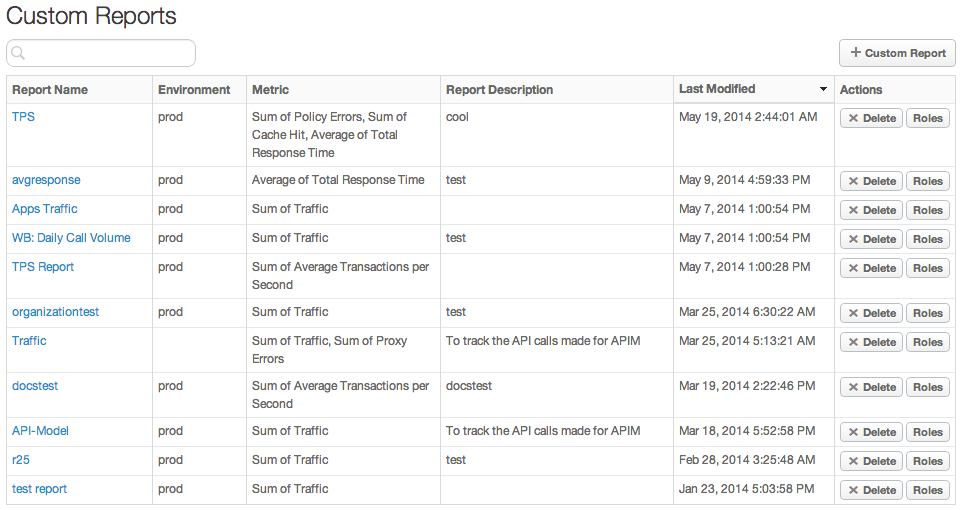 Custom Reports
+ Custom Report
Report Name Environment Metric Report Description Last Modified Actions
TPS prod Sum of Policy Errors, Sum of cool May 19, 2014 2:44:01 AM Delete Roles
Cache Hit, Average of Total
Response Time
avgresponse prod Average of Total Response Time test May 9, 2014 4:59:33 PM Delete Roles
Apps Traffic prod Sum of Traffic May 7, 2014 1:00:54 PM Delete Roles
WB: Daily Call Volume prod Sum of Traffic test May 7, 2014 1:00:54 PM Delete Roles
TPS Report prod Sum of Average Transactions per May 7, 2014 1:00:28 PM Delete Roles
Second
organizationtest prod Sum of Traffic test Mar 25, 2014 6:30:22 AM Delete Roles
Traffic Sum of Traffic, Sum of Proxy To track the API calls made for APIM Mar 25, 2014 5:13:21 AM Delete Roles
Errors
docstest prod Sum of Average Transactions per docstest Mar 19, 2014 2:22:46 PM Delete Roles
Second
API-Model prod Sum of Traffic To track the API calls made for APIM Mar 18, 2014 5:52:58 PM Delete Roles
r25 prod Sum of Traffic test Feb 28, 2014 3:25:48 AM Delete Roles
test report prod Sum of Traffic Jan 23, 2014 5:03:58 PM Delete Roles